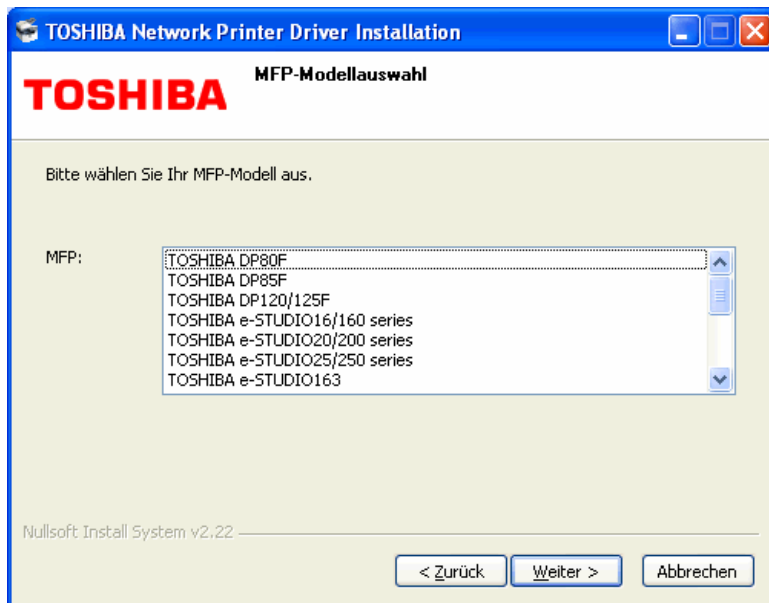 TOSHIBA Network Printer Driver Installation
TOSHIBA
MFP-Modellauswahl
Bitte wählen Sie Ihr MFP-Modell aus.
MFP:
TOSHIBA DP80F
TOSHIBA DP85F
TOSHIBA DP120/125F
TOSHIBA e-STUDIO16/160 series
TOSHIBA e-STUDIO20/200 series
TOSHIBA e-STUDIO25/250 series
TOSHIBA e-STUDIO163
Nullsoft Install System v2.22
< Zurück Weiter > Abbrechen